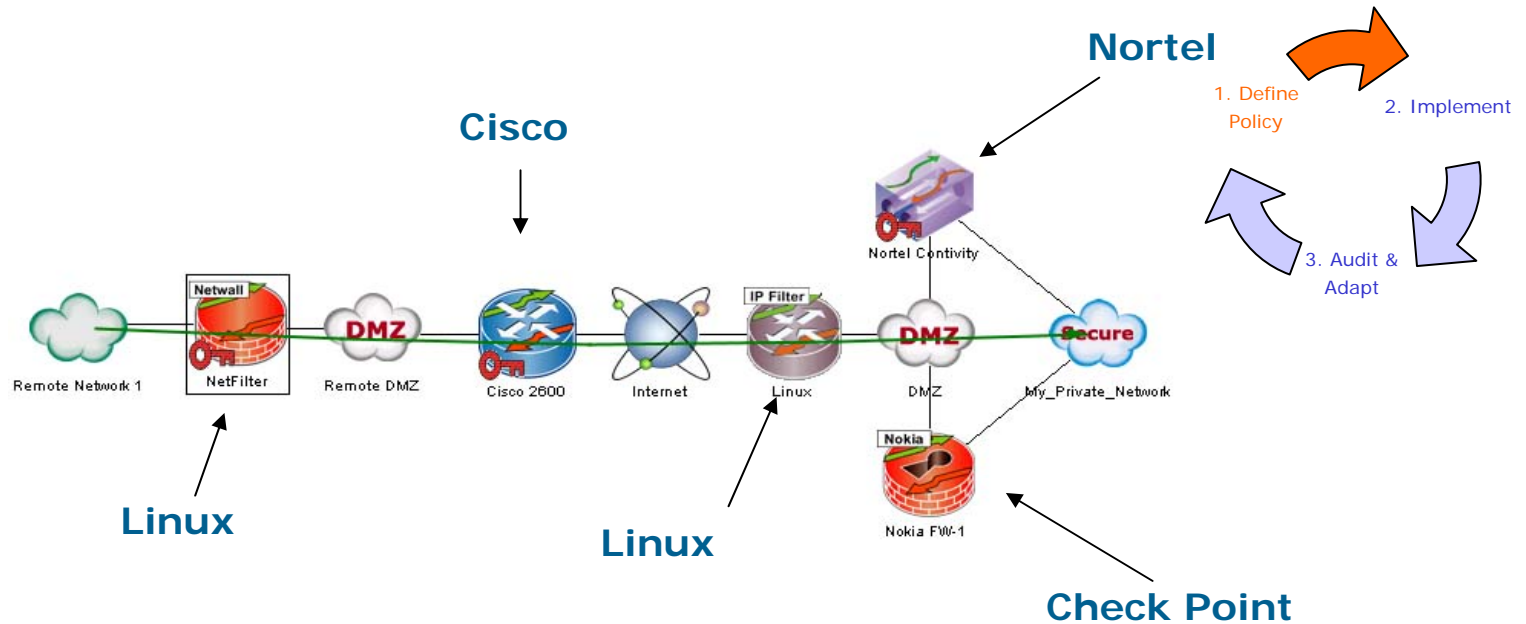 Nortel
1. Define
Policy
2. Implement
3. Audit &
Adapt
Cisco
Nortel Contivity
Netwall
IP Filter
DMZ
DMZ
Secure
Remote Network 1
NetFilter
Remote DMZ
Cisco 2600
Internet
Linux
DMZ
My_Private_Network
Nokia
Nokia FW-1
Linux
Linux
Check Point